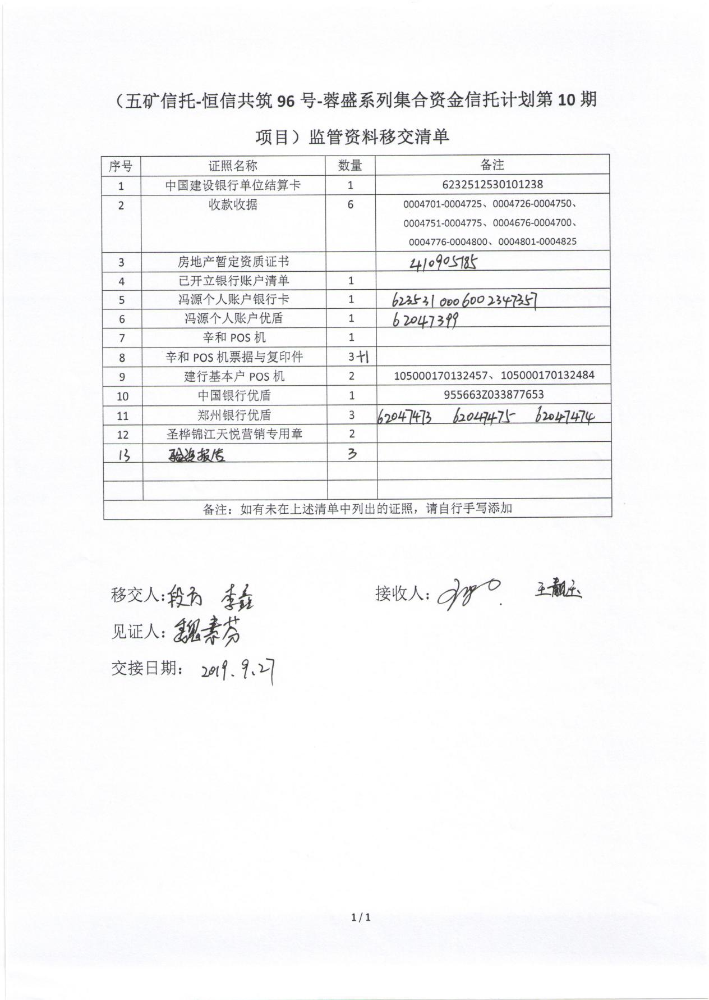 （五矿信托-恒信共筑 96 号-蓉盛系列集合资金信托计划第 10 期
项目）监管资料移交清单
序号 证照名称 数量 备注
1 中国建设银行单位结算卡 1 6232512530101238
2 收款收据 6 0004701-0004725、0004726-0004750、
0004751-0004775、0004676-0004700、
0004776-0004800、0004801-0004825
3 房地产暂定资质证书 410905785
4 已开立银行账户清单 1
5 冯源个人账户银行卡 1 6235310006002347357
6 冯源个人账户优盾 1 62047399
7 辛和 POS 机 1
8 辛和 POS 机票据与复印件 3+1
9 建行基本户 POS 机 2 105000170132457、105000170132484
10 中国银行优盾 1 955663Z033877653
11 郑州银行优盾 3 62047473 62047475 62047474
12 圣桦锦江天悦营销专用章 2
13 验资报告 3
备注：如有未在上述清单中列出的证照，请自行手写添加
移交人: 李鑫 接收人：
见证人：魏素芬
交接日期： 2019.9.27
1 / 1